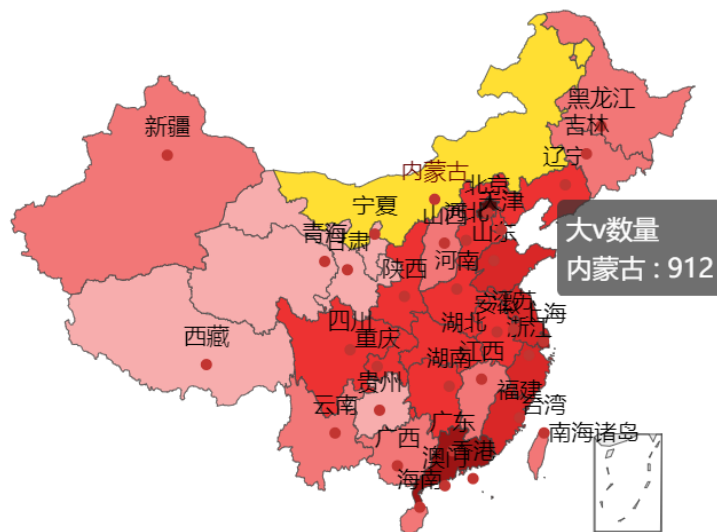 黑龙江
新疆
吉林
辽宁
内蒙古
北京
天津
宁夏
河北
山西
大v数量
山东
青海
甘肃
河南
内蒙古 : 912
陕西
江苏
安徽
上海
四川
湖北
浙江
重庆
西藏
湖南
江西
贵州
福建
云南
台湾
广东
广西
南海诸岛
香港
澳门
海南